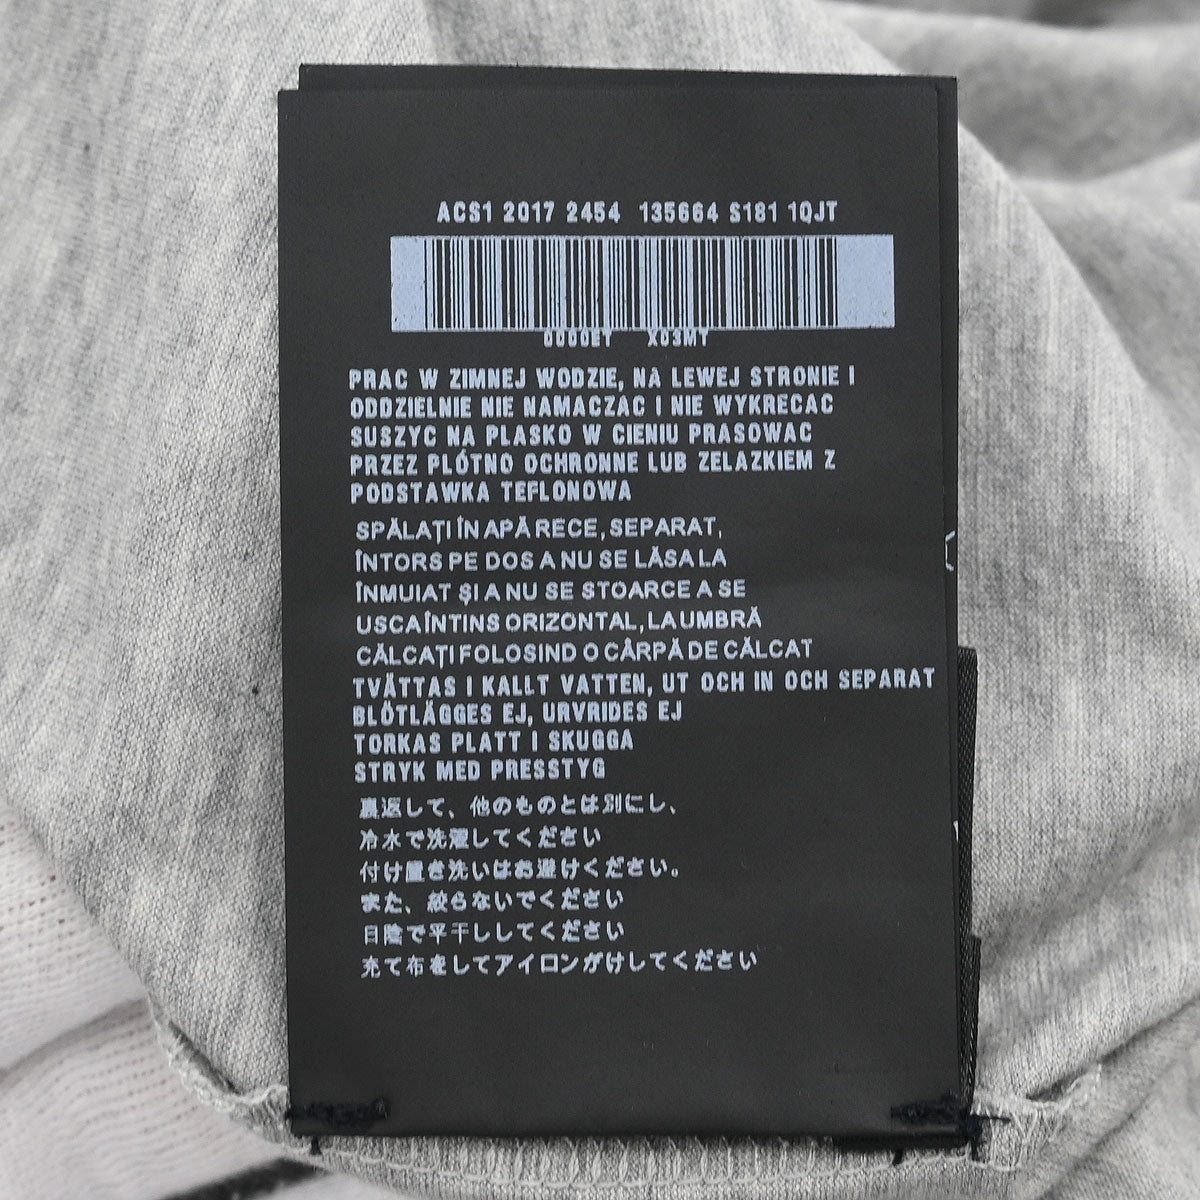 ACS1 2017 2454 135664 S181 1QJT
0000ET X03MT
PRAC W ZIMNEJ WODZIE, NA LEWEJ STRONIE I
ODDZIELNIE NIE NAMACZAC I NIE WYKRECAC
SUSZYC NA PLASKO W CIENIU PRASOWAC
PRZEZ PLÓTNO OCHRONNE LUB ZELAZKIEM Z
PODSTAWKA TEFLONOWA
SPĂLAȚI ÎN APĂ RECE, SEPARAT,
ÎNTORS PE DOS A NU SE LĂSA LA
ÎNMUIAT ȘI A NU SE STOARCE A SE
USCA ÎNTINS ORIZONTAL, LA UMBRĂ
CĂLCAȚI FOLOSIND O CÂRPĂ DE CĂLCAT
TVÄTTAS I KALLT VATTEN, UT OCH IN OCH SEPARAT
BLÖTLÄGGES EJ, URVRIDES EJ
TORKAS PLATT I SKUGGA
STRYK MED PRESSTYG
裏返して、他のものとは別にし、
冷水で洗濯してください
付け置き洗いはお避けください。
また、絞らないでください
日陰で平干ししてください
充て布をしてアイロンがけしてください